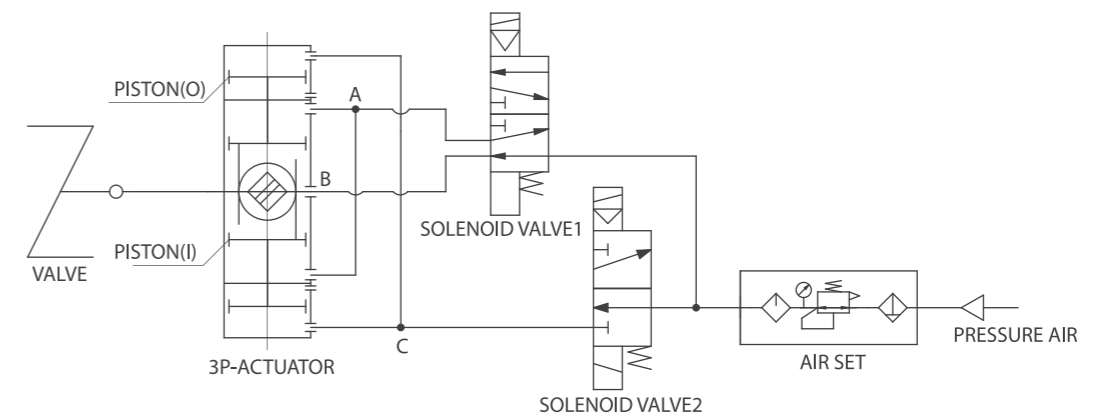 PISTON(O)
A
B
SOLENOID VALVE1
PISTON(I)
VALVE
C
3P-ACTUATOR
PRESSURE AIR
AIR SET
SOLENOID VALVE2